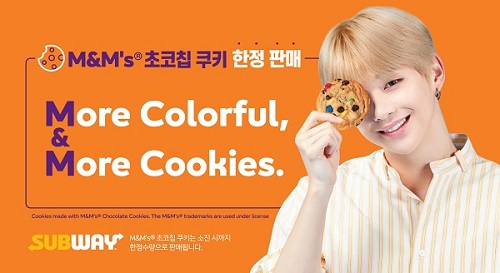 M&M's® 초코칩 쿠키 한정 판매
More Colorful,
&
More Cookies.
Cookies made with M&M's® Chocolate Cookies. The M&M's® trademarks are used under license
SUBWAY
M&M's® 초코칩 쿠키는 소진 시까지
한정수량으로 판매됩니다.